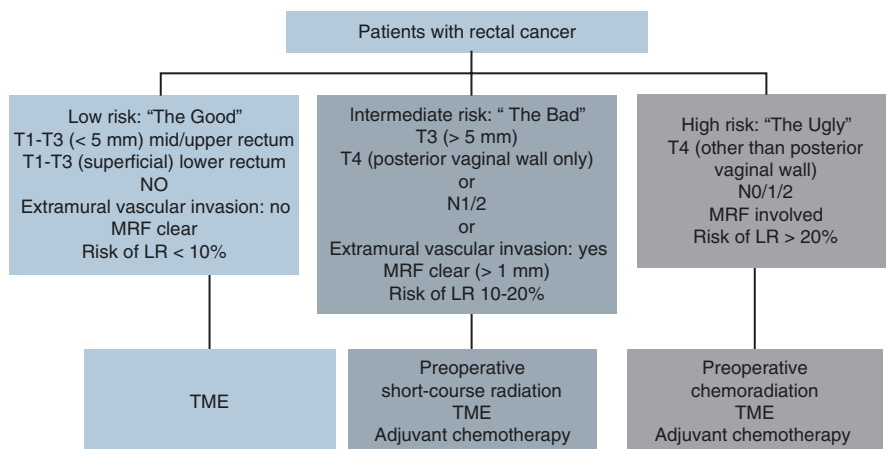 Patients with rectal cancer
Low risk: “The Good”
T1-T3 (< 5 mm) mid/upper rectum
T1-T3 (superficial) lower rectum
NO
Extramural vascular invasion: no
MRF clear
Risk of LR < 10%
Intermediate risk: “ The Bad”
T3 (> 5 mm)
T4 (posterior vaginal wall only)
or
N1/2
or
Extramural vascular invasion: yes
MRF clear (> 1 mm)
Risk of LR 10-20%
High risk: “The Ugly”
T4 (other than posterior
vaginal wall)
N0/1/2
MRF involved
Risk of LR > 20%
TME
Preoperative
short-course radiation
TME
Adjuvant chemotherapy
Preoperative
chemoradiation
TME
Adjuvant chemotherapy